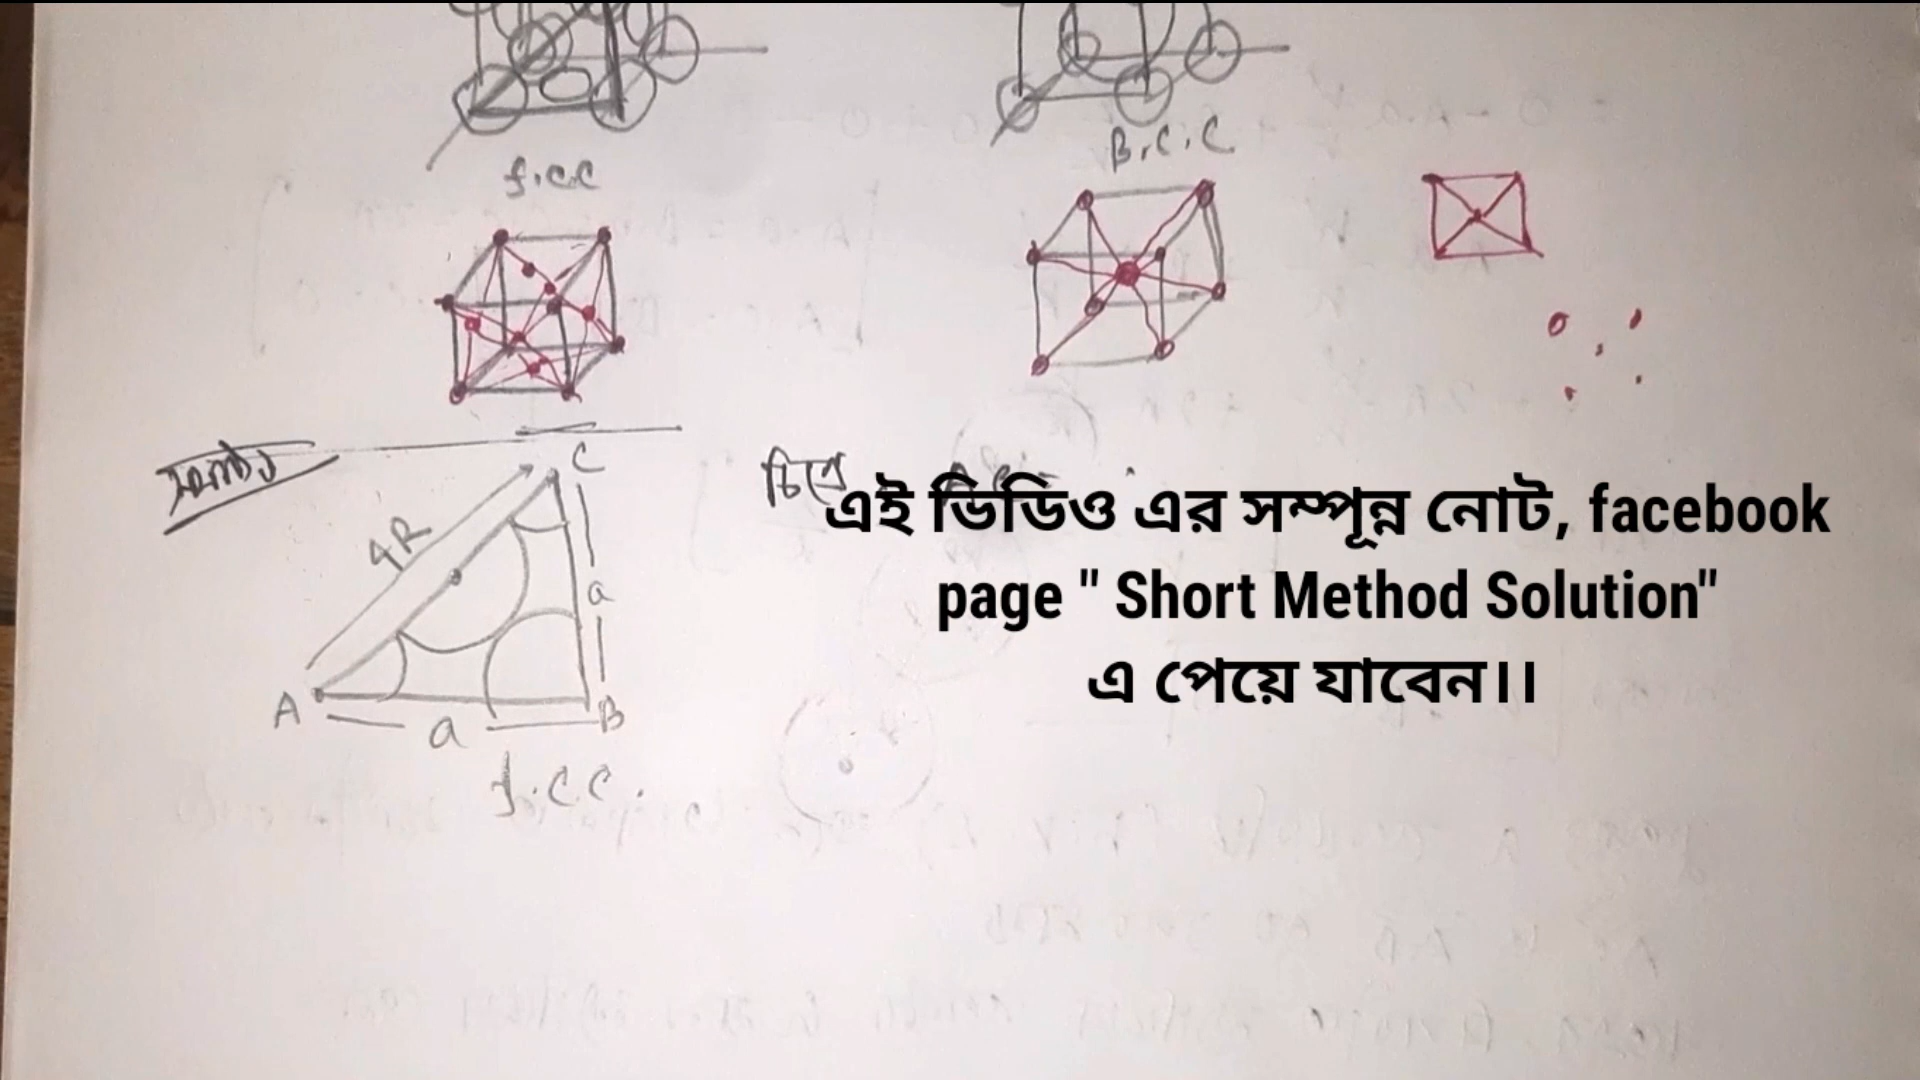 f.c.c
B.C.C
C
4R
চিত্রে
a
A
a
B
f.c.c.
এই ভিডিও এর সম্পূন্ন নোট, facebook
page " Short Method Solution"
এ পেয়ে যাবেন।।